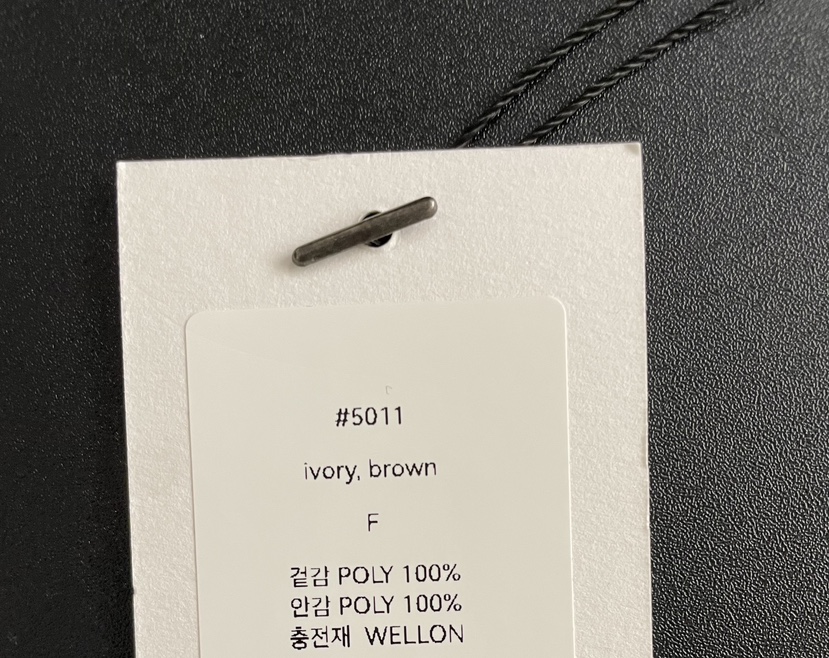 #5011
ivory, brown
F
겉감 POLY 100%
안감 POLY 100%
충전재 WELLON